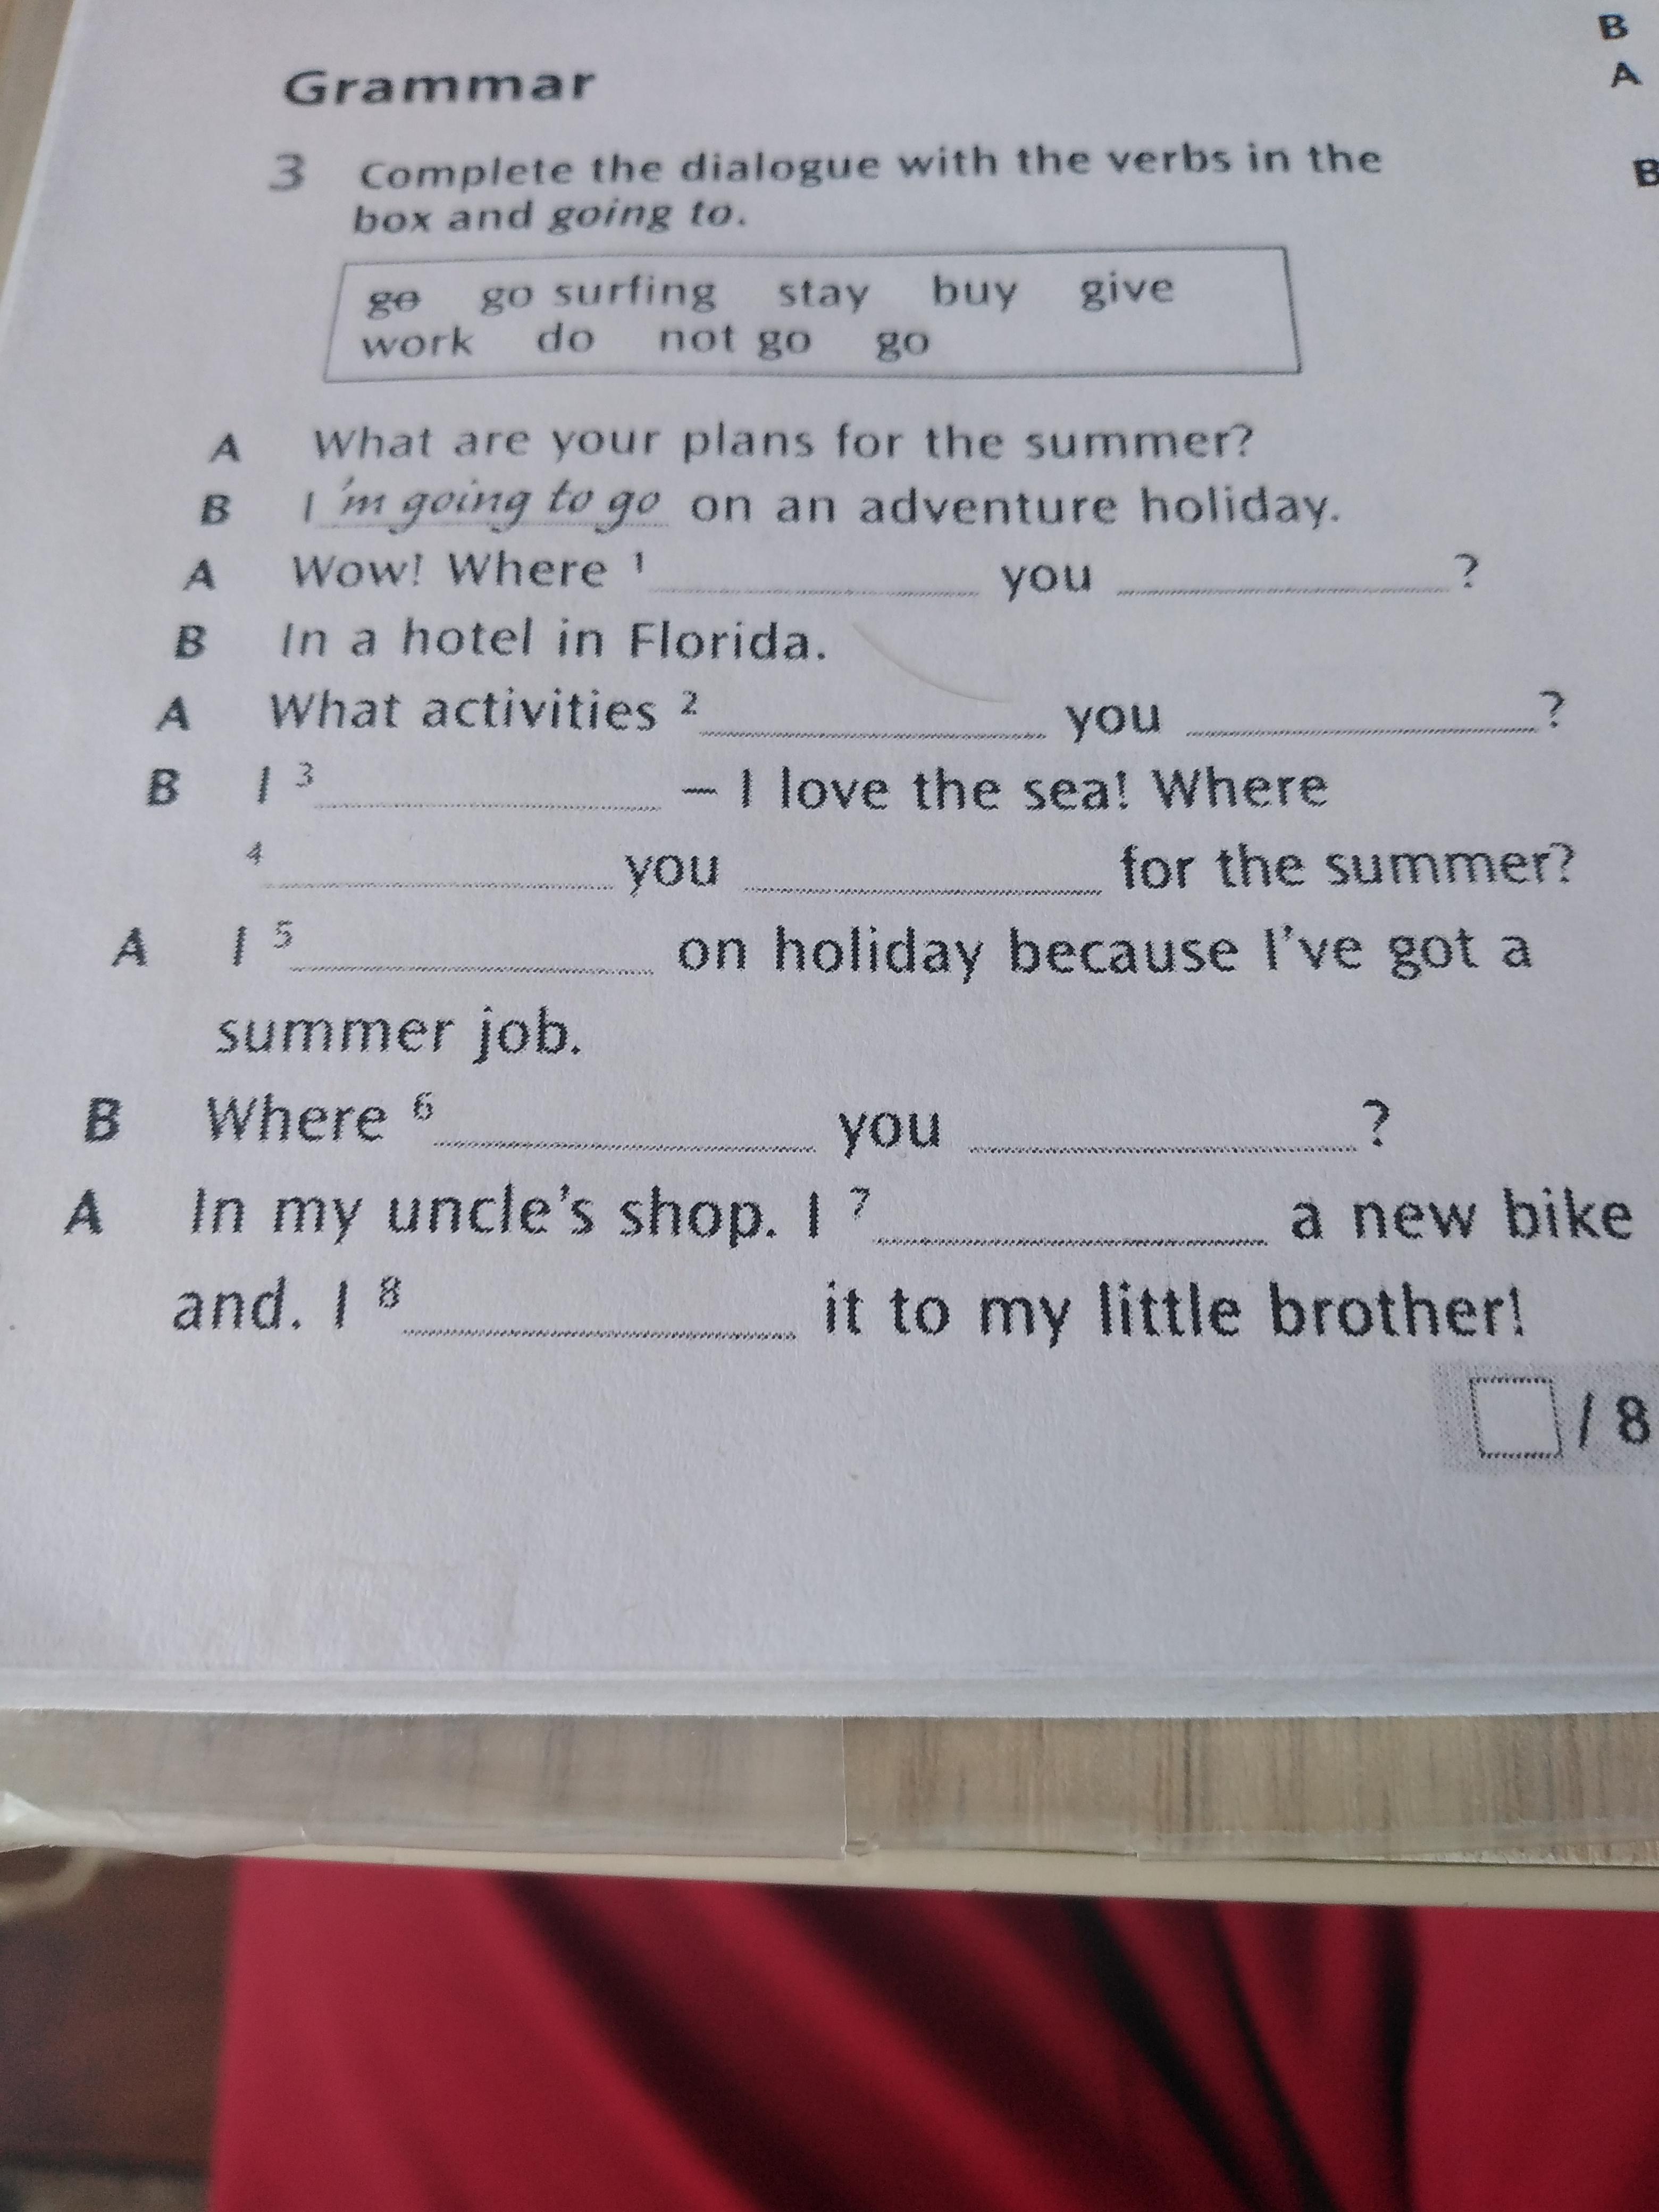 B
A
B
Grammar
3 Complete the dialogue with the verbs in the
box and going to.
go go surfing stay buy give
work do not go go
A What are your plans for the summer?
B I 'm going to go on an adventure holiday.
A Wow! Where 1 you ?
B In a hotel in Florida.
A What activities 2 you ?
B I 3 – I love the sea! Where
4 you for the summer?
A I 5 on holiday because I've got a
summer job.
B Where 6 you ?
A In my uncle's shop. I 7 a new bike
and. I 8 it to my little brother!
/ 8